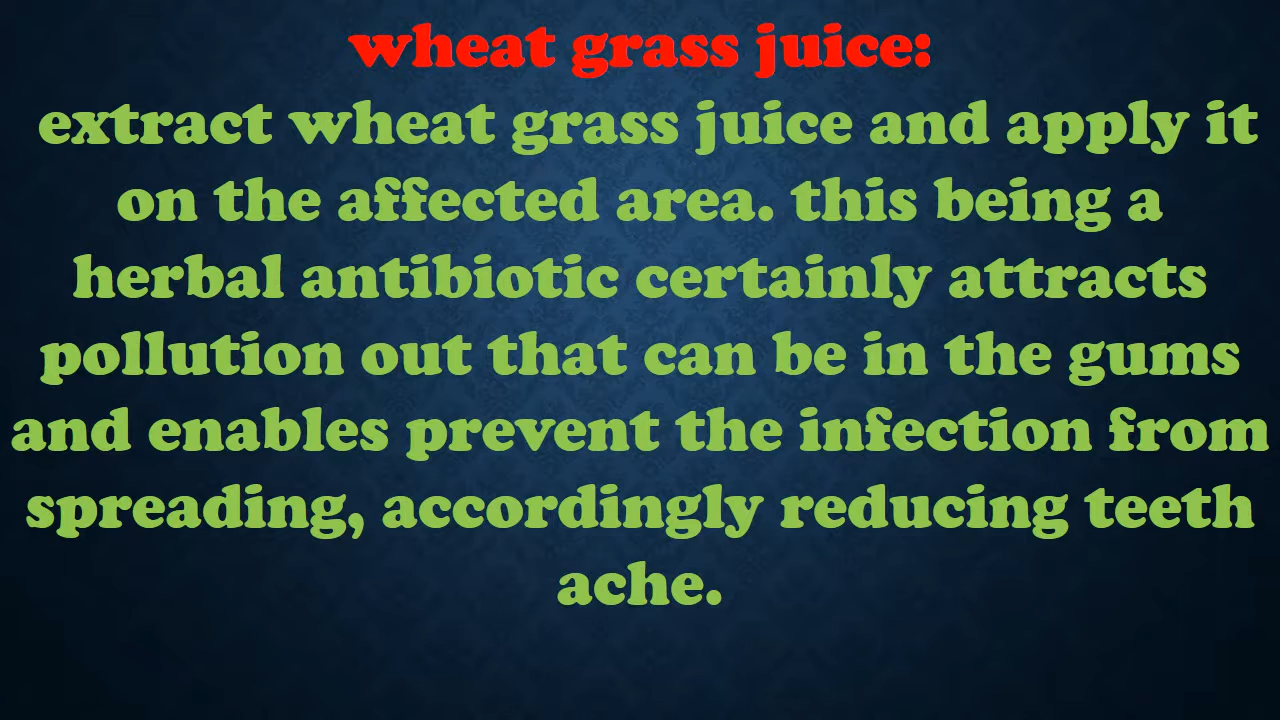 wheat grass juice:
extract wheat grass juice and apply it
on the affected area. this being a
herbal antibiotic certainly attracts
pollution out that can be in the gums
and enables prevent the infection from
spreading, accordingly reducing teeth
ache.